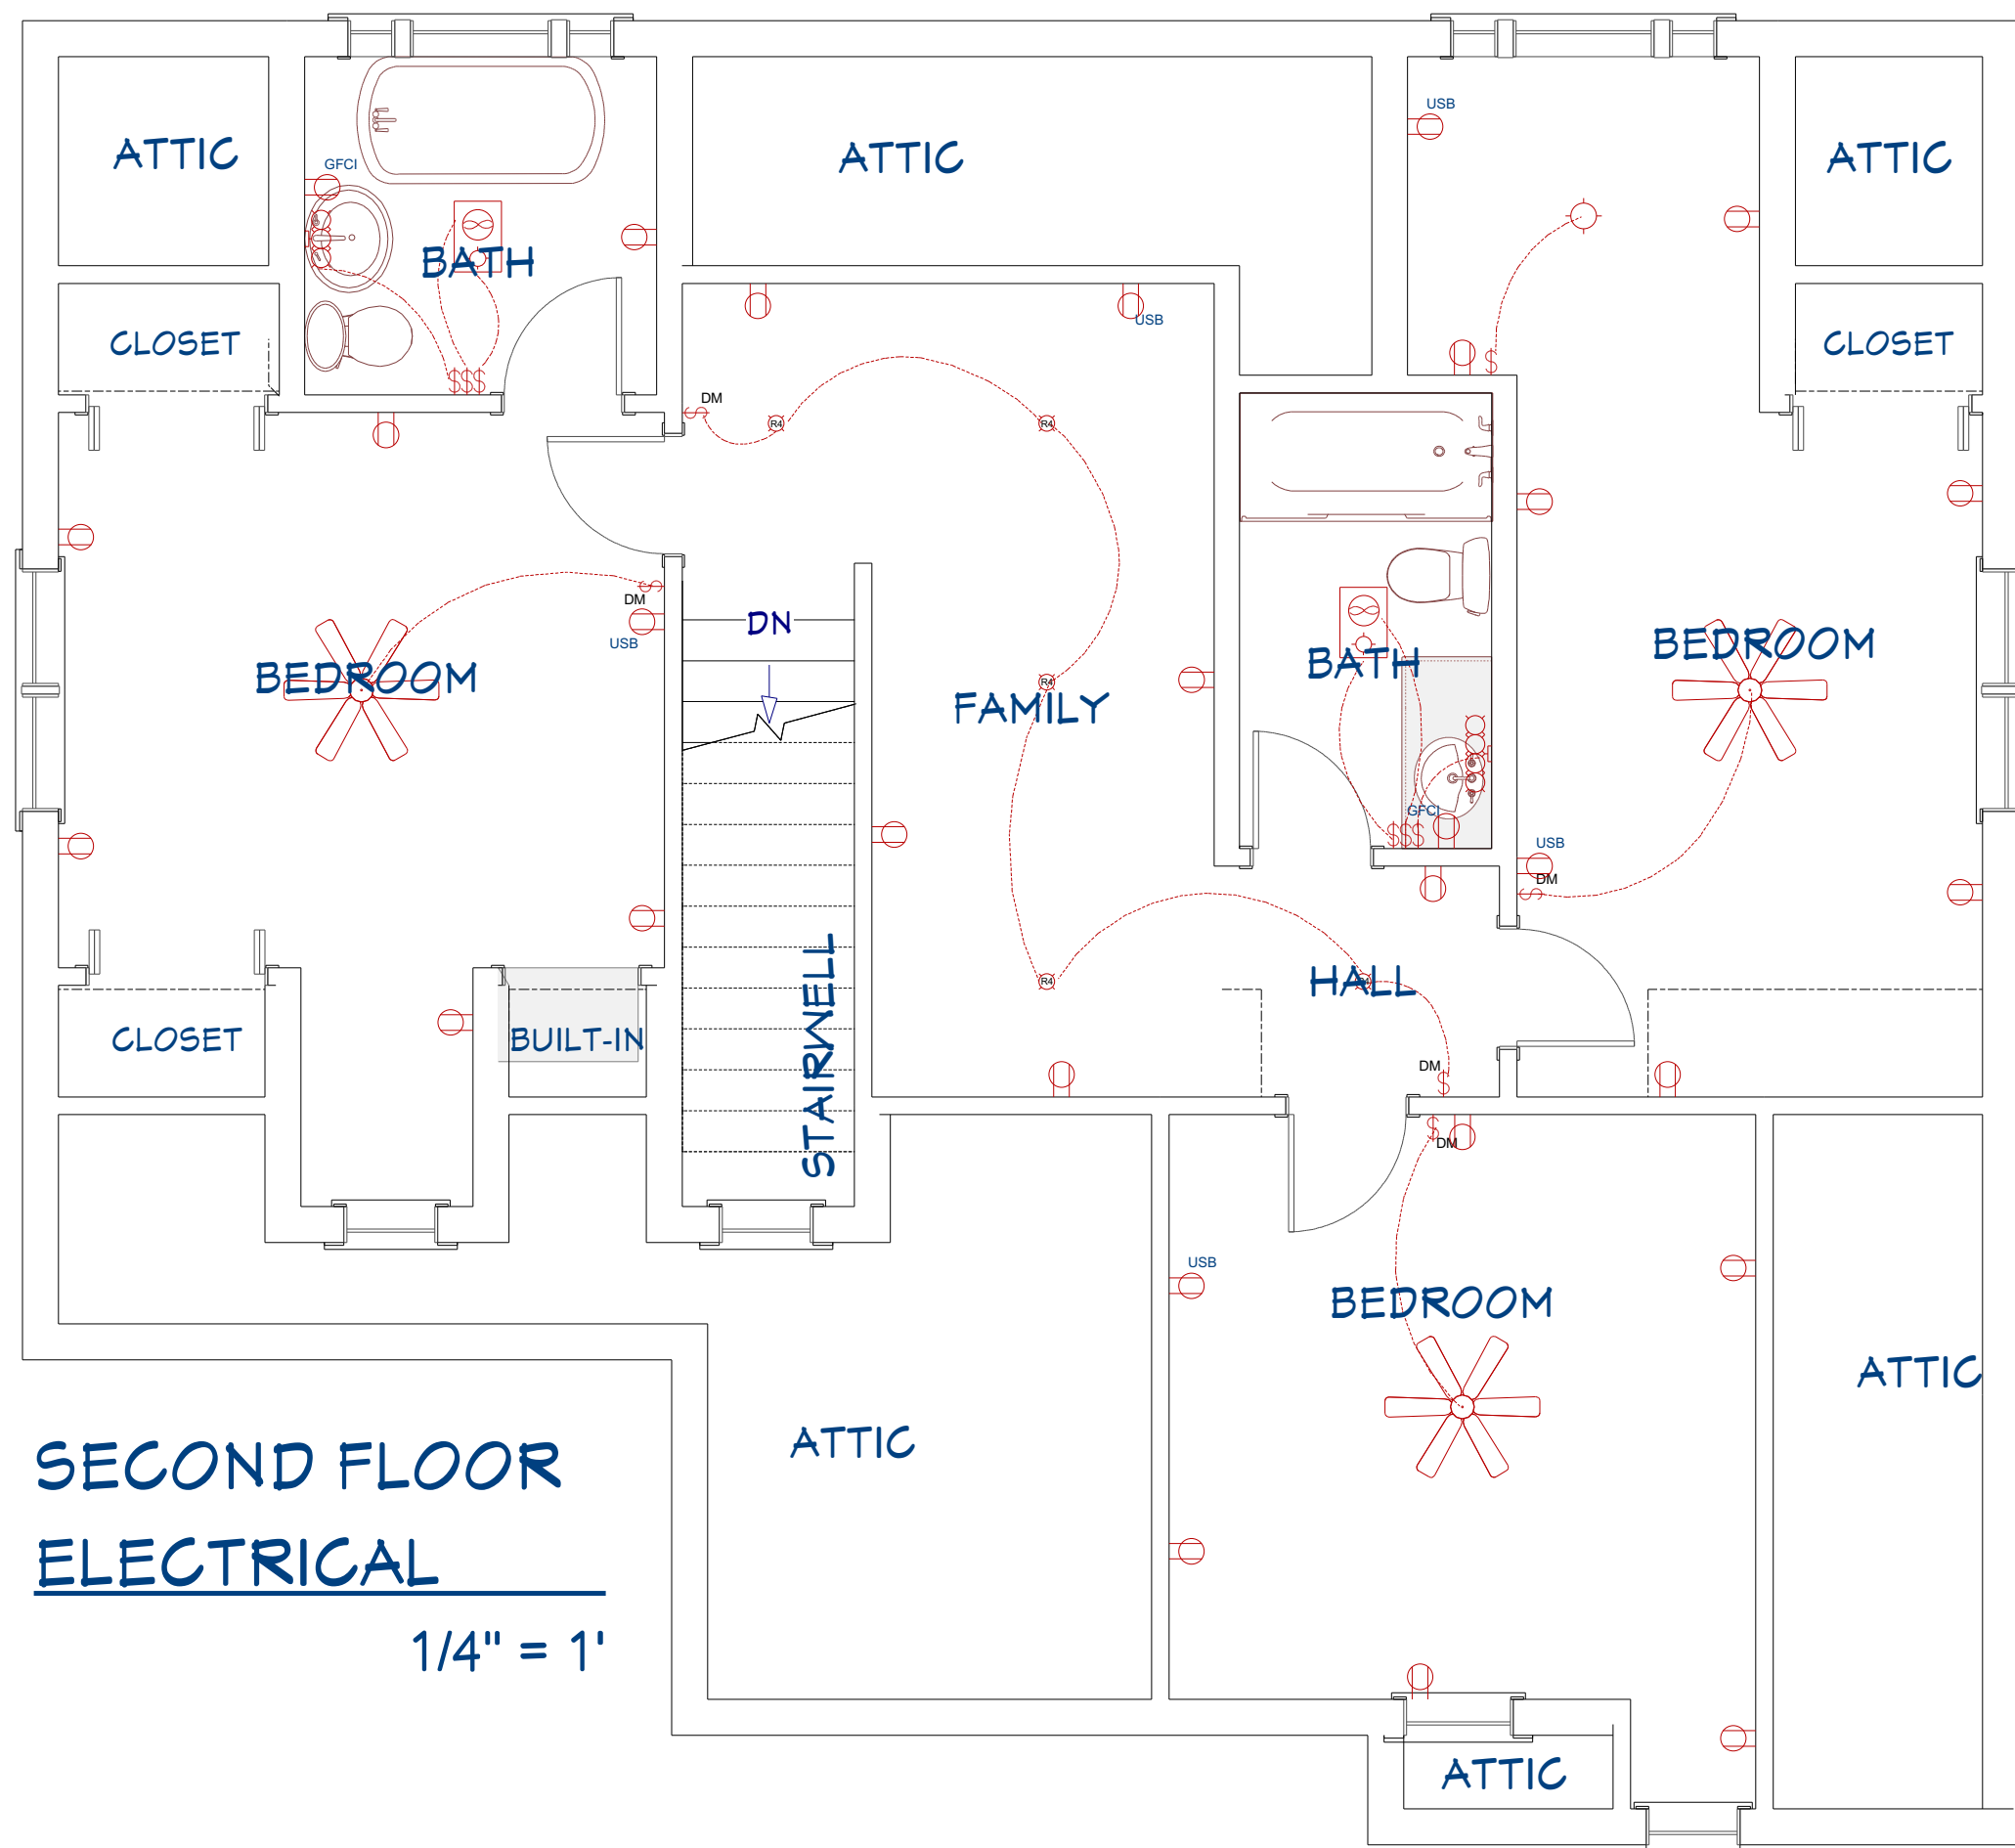 USB
ATTIC
ATTIC
ATTIC
GFCI
BATH
USB
CLOSET
CLOSET
DM
R4
R4
DM
USB
DN
BEDROOM
BEDROOM
BATH
R4
FAMILY
GFCI
USB
DM
STAIRWELL
HALL
R4
R4
CLOSET
BUILT-IN
DM
DM
USB
BEDROOM
ATTIC
ATTIC
SECOND FLOOR
ELECTRICAL
1/4" = 1'
ATTIC